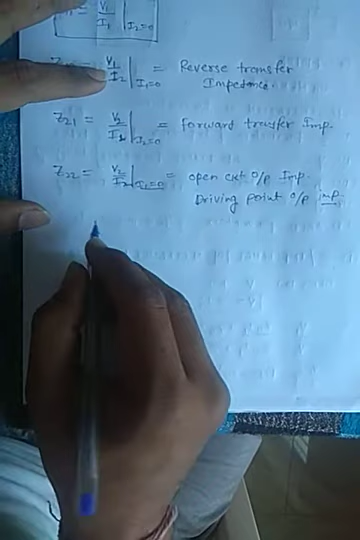 = V1/I1 | I2=0
V1/I2 | I1=0 = Reverse transfer
Impedance.
Z21 = V2/I1 | I2=0 = forward transfer Imp.
Z22 = V2/I2 | I1=0 = open ckt O/p Imp.
Driving point O/p imp.